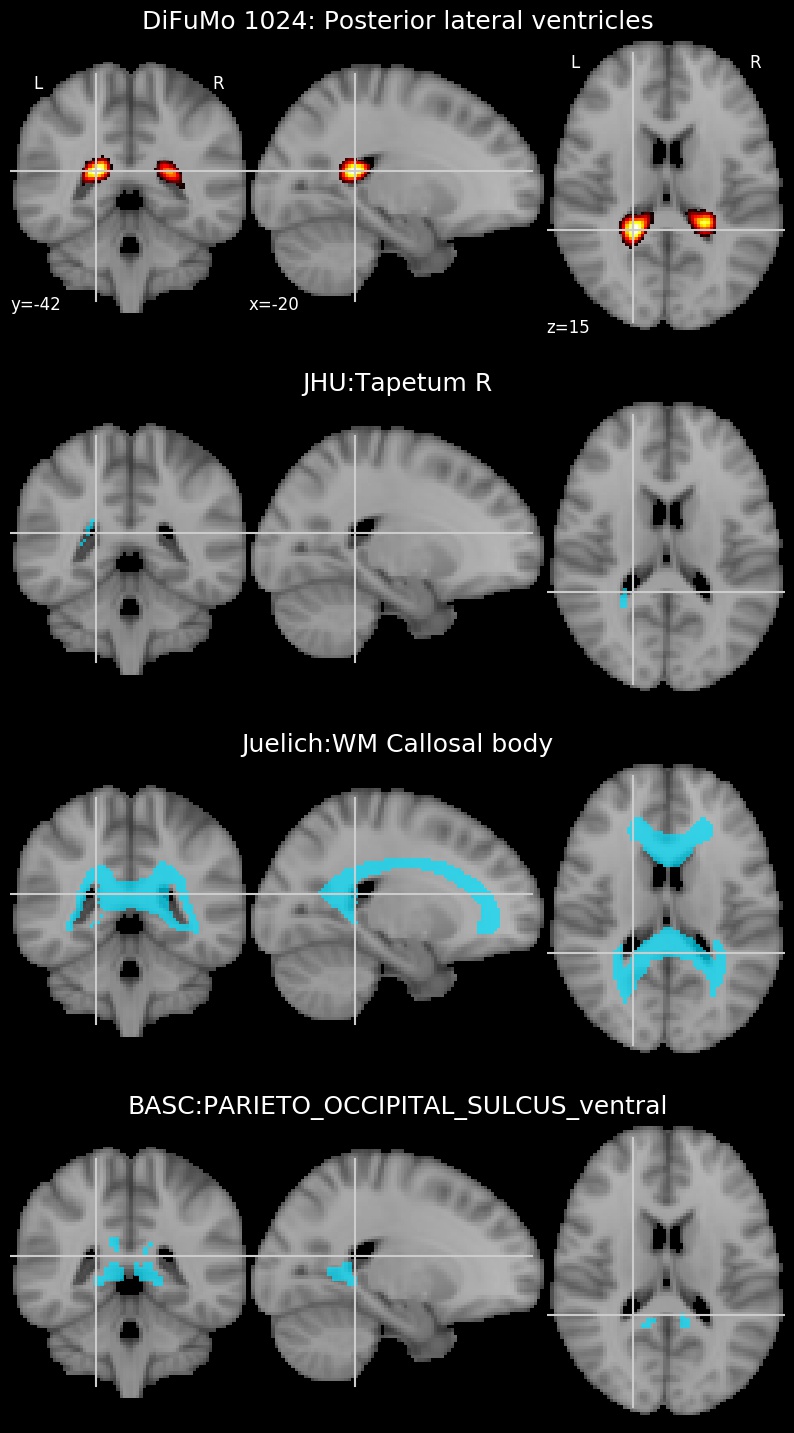 DiFuMo 1024: Posterior lateral ventricles
L R L R
y=-42 x=-20 z=15
JHU:Tapetum R
Juelich:WM Callosal body
BASC:PARIETO_OCCIPITAL_SULCUS_ventral